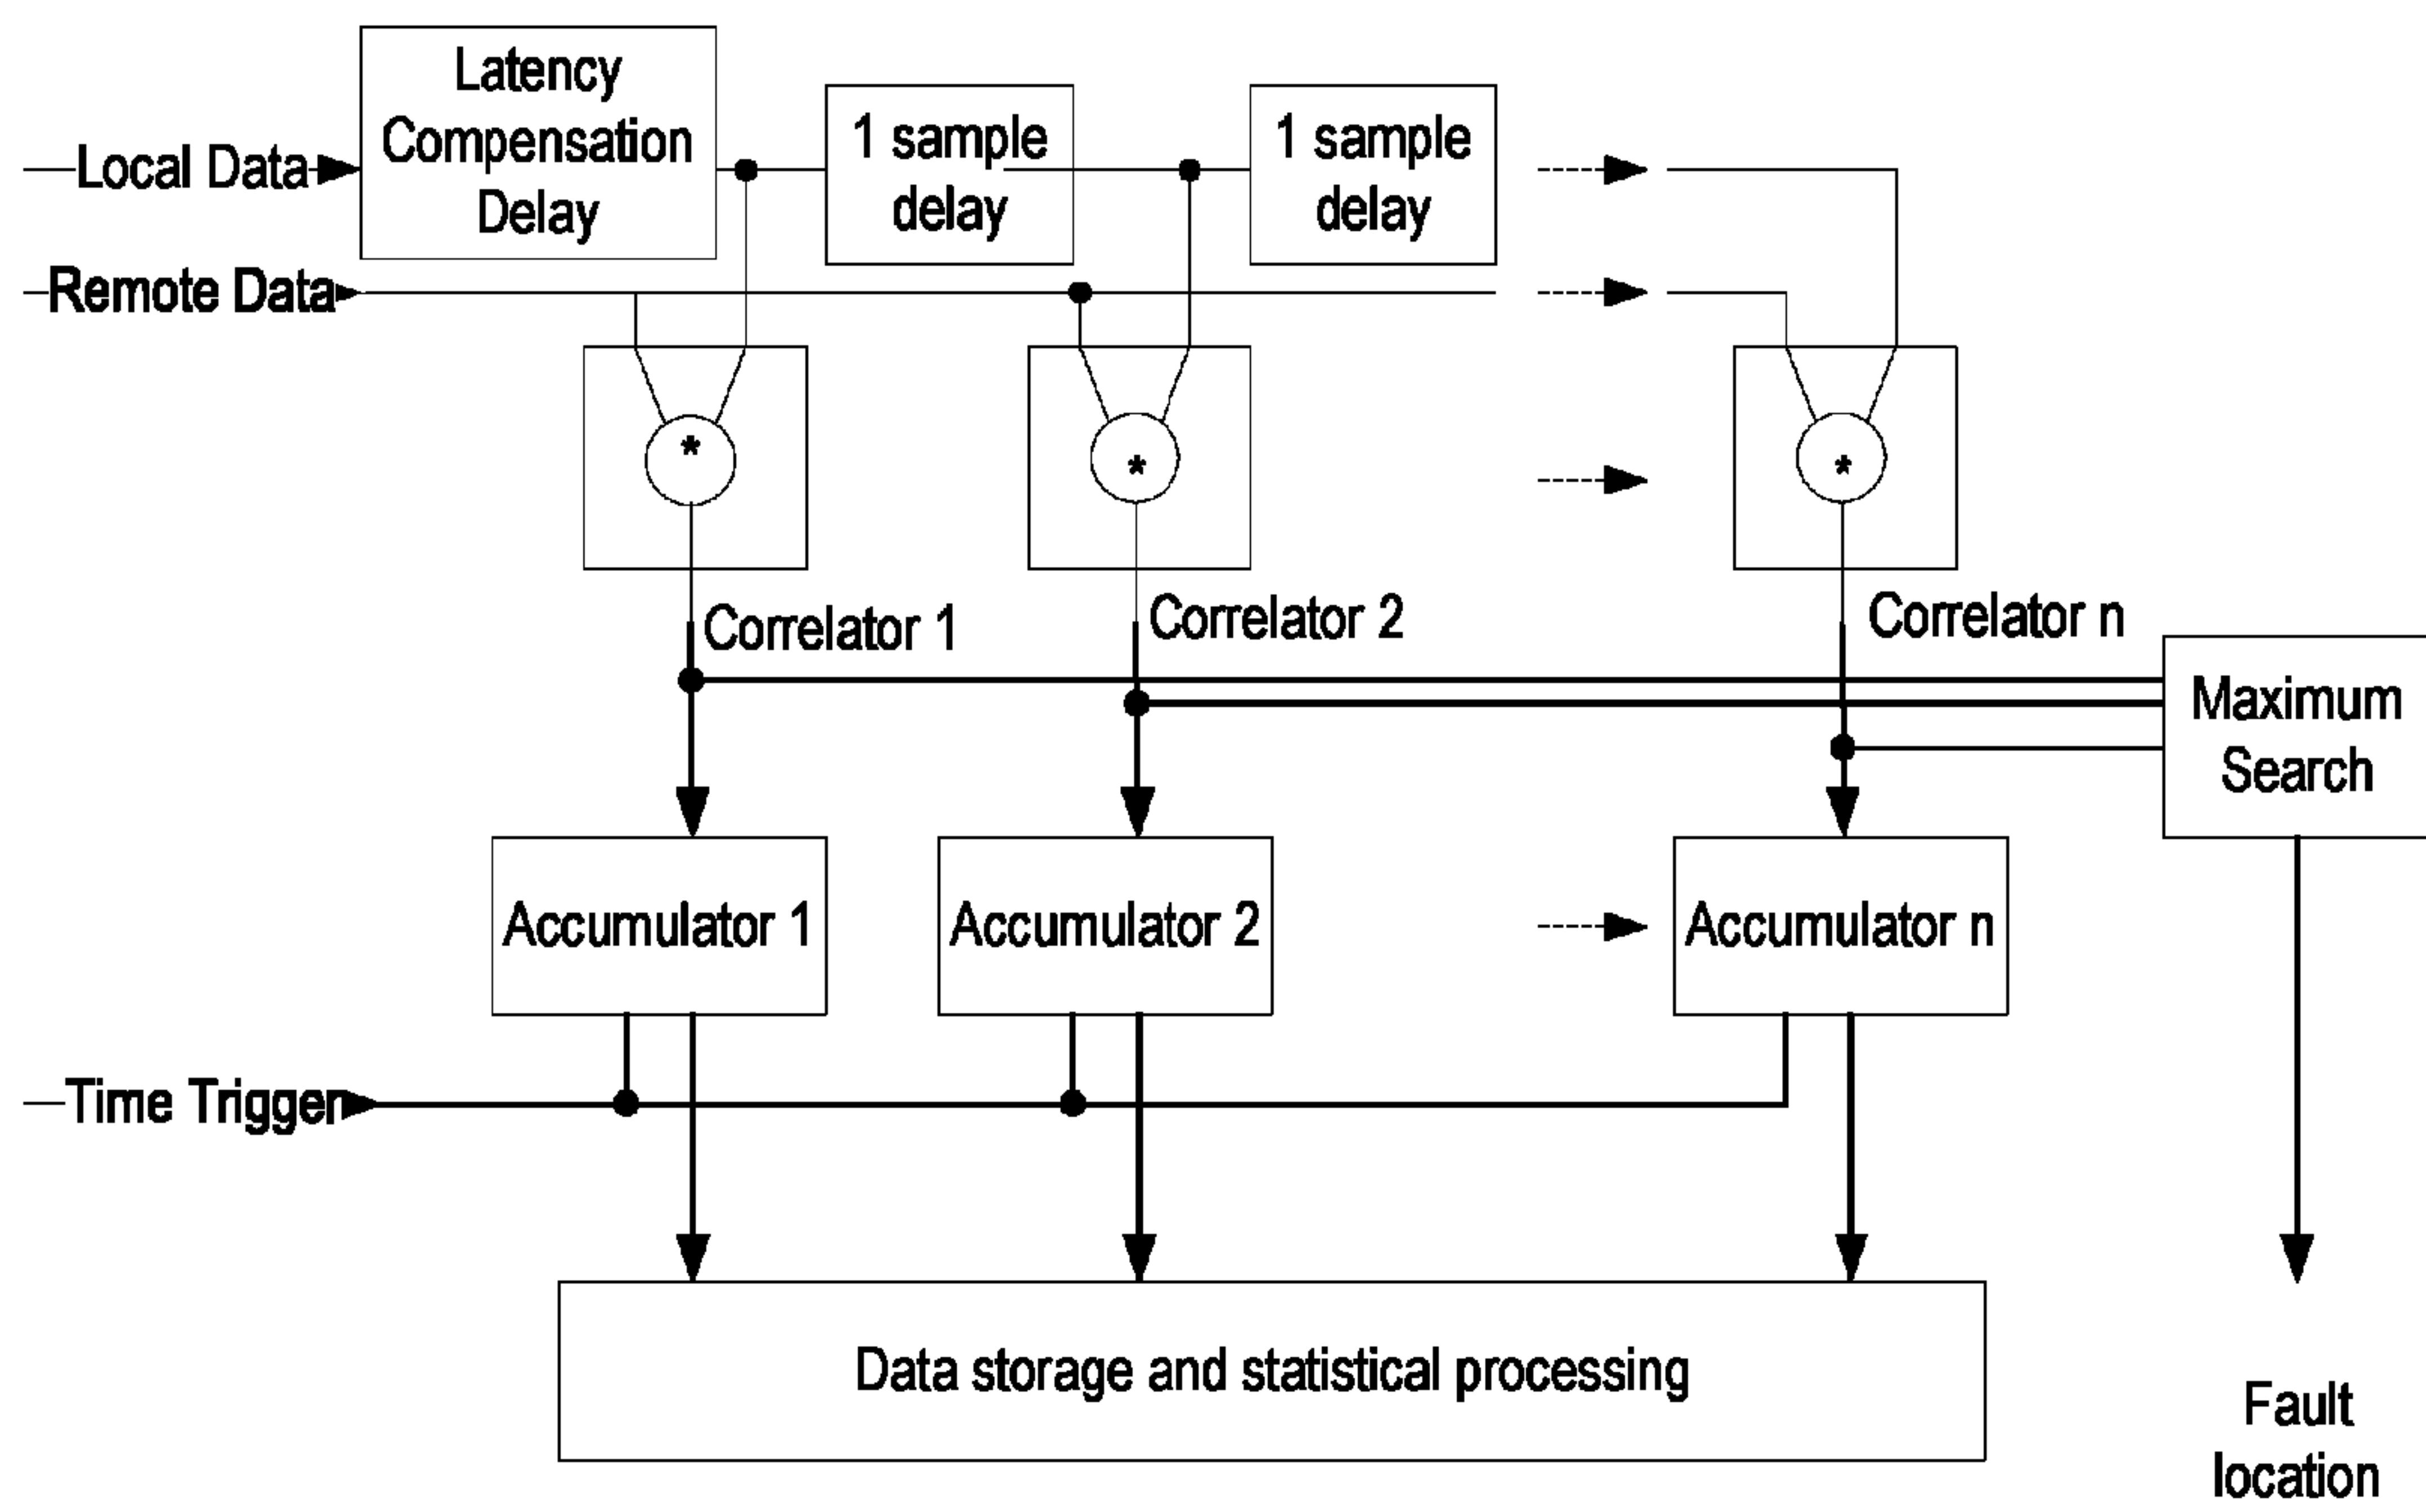 Latency
Compensation
Delay
1 sample
delay
1 sample
delay
Local Data
Remote Data
*
*
*
Correlator 1
Correlator 2
Correlator n
Maximum
Search
Accumulator 1
Accumulator 2
Accumulator n
Time Trigger
Data storage and statistical processing
Fault
location